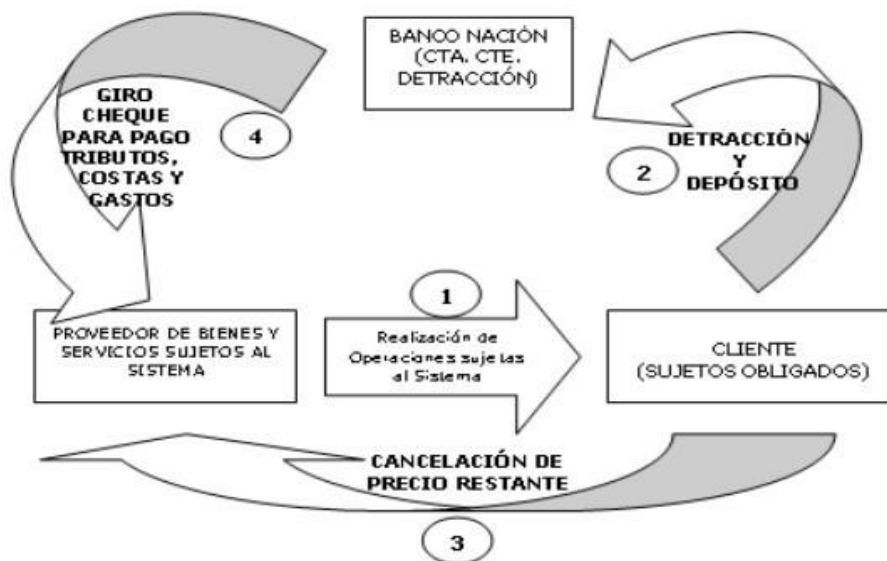 BANCO NACIÓN
(CTA. CTE.
DETRACCIÓN)
GIRO
CHEQUE
PARA PAGO
TRIBUTOS,
COSTAS Y
GASTOS
4
DETRACCIÓN
Y
DEPÓSITO
2
1
PROVEEDOR DE BIENES Y
SERVICIOS SUJETOS AL
SISTEMA
Realización de
Operaciones sujetas
al Sistema
CLIENTE
(SUJETOS OBLIGADOS)
CANCELACIÓN DE
PRECIO RESTANTE
3